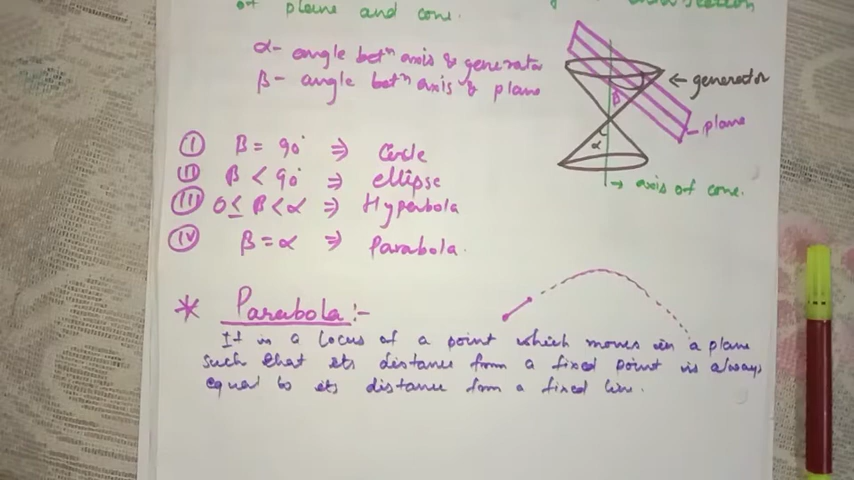 of plane and cone.
α- angle betⁿ axis & generator
β- angle betⁿ axis & plane
← generator
β
plane
α
→ axis of cone.
(i) β = 90° ⇒ Circle
(ii) β < 90° ⇒ ellipse
(iii) 0 ≤ β < α ⇒ Hyperbola
(iv) β = α ⇒ Parabola.
* Parabola :-
It is a locus of a point which moves in a plane
such that its distance from a fixed point is always
equal to its distance from a fixed line.